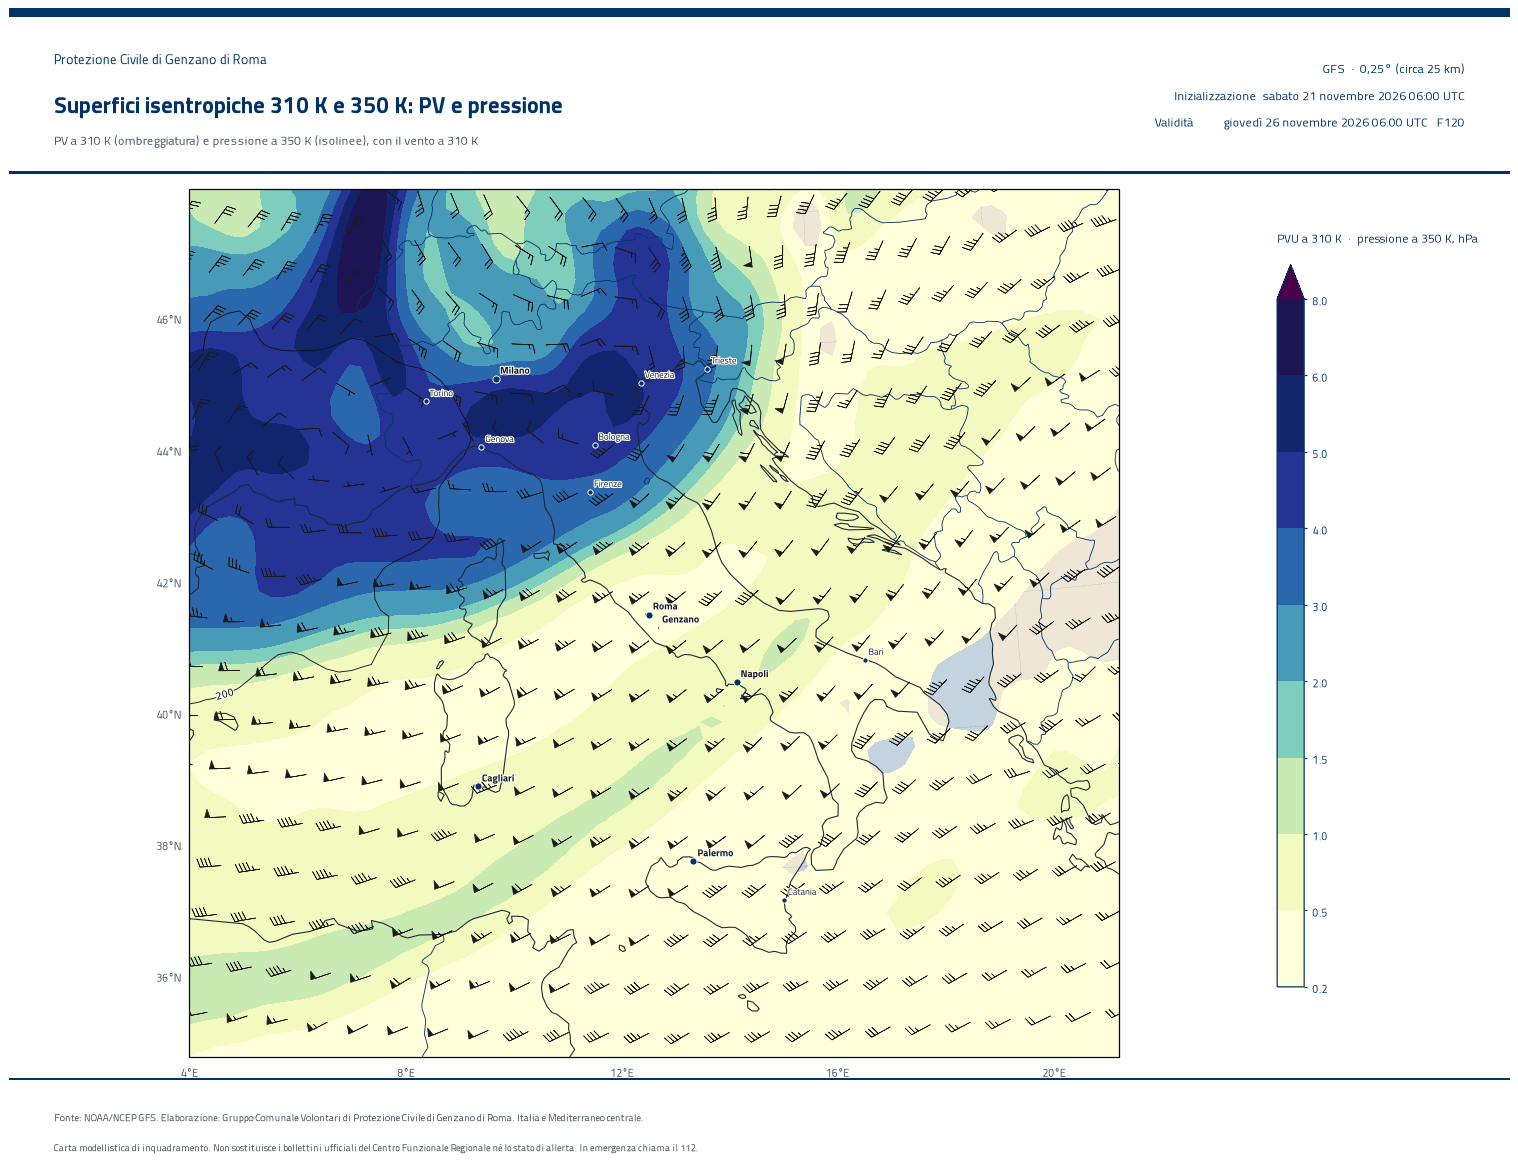 Protezione Civile di Genzano di Roma
Superfici isentropiche 310 K e 350 K: PV e pressione
PV a 310 K (ombreggiatura) e pressione a 350 K (isolinee), con il vento a 310 K
GFS · 0,25° (circa 25 km)
Inizializzazione sabato 21 novembre 2026 06:00 UTC
Validità giovedì 26 novembre 2026 06:00 UTC F120
PVU a 310 K · pressione a 350 K, hPa
8.0
6.0
5.0
4.0
3.0
2.0
1.5
1.0
0.5
0.2
46°N
44°N
42°N
40°N
38°N
36°N
4°E
8°E
12°E
16°E
20°E
Trieste
Milano
Venezia
Torino
Genova
Bologna
Firenze
Roma
Genzano
Bari
Napoli
200
Cagliari
Palermo
Catania
Fonte: NOAA/NCEP GFS. Elaborazione: Gruppo Comunale Volontari di Protezione Civile di Genzano di Roma. Italia e Mediterraneo centrale.
Carta modellistica di inquadramento. Non sostituisce i bollettini ufficiali del Centro Funzionale Regionale né lo stato di allerta. In emergenza chiama il 112.